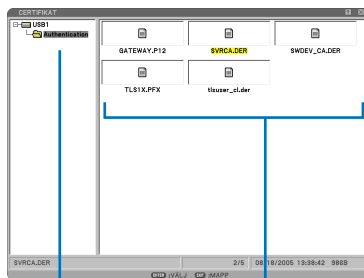 CERTIFIKAT
USB1
Authentication
GATEWAY.P12
SVRCA.DER
SWDEV_CA.DER
TLS1X.PFX
tlsuser_cl.der
SVRCA.DER 2/5 08/18/2005 13:38:42 986B
ENTER :VÄLJ EXIT :MAPP